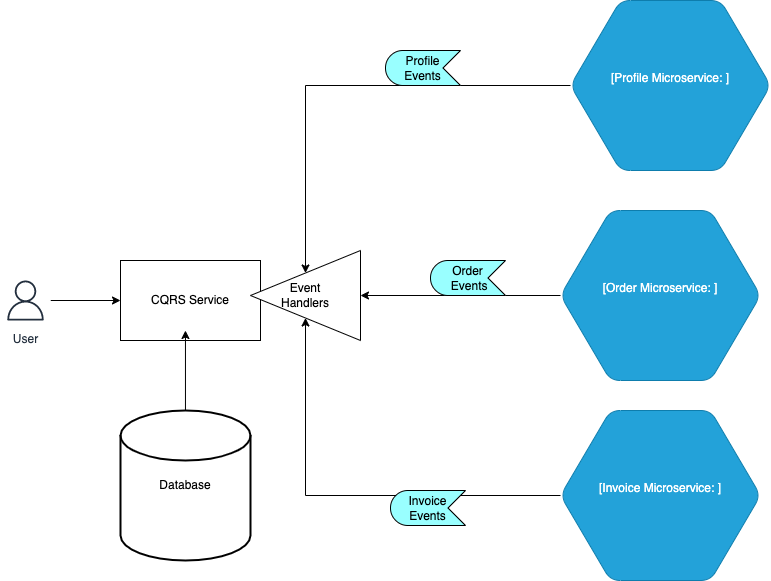 Profile
Events
[Profile Microservice: ]
Order
Events
[Order Microservice: ]
Event
Handlers
CQRS Service
User
Database
Invoice
Events
[Invoice Microservice: ]